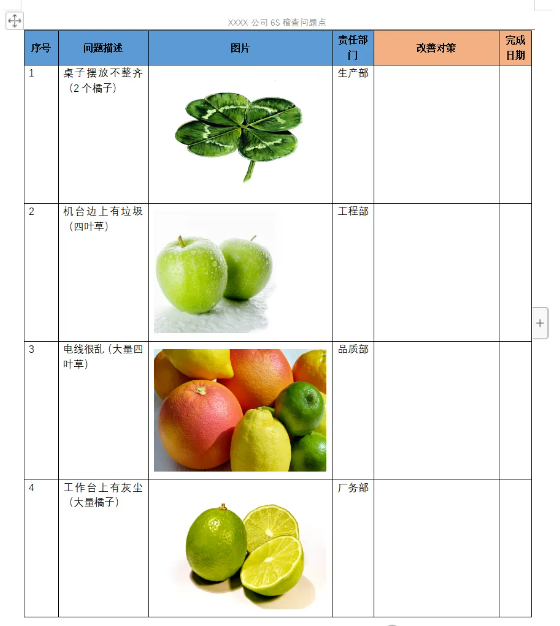 XXXX 公司 6S 稽查问题点
序号 问题描述 图片 责任部门 改善对策 完成日期
1 桌子摆放不整齐 生产部
（2 个橘子）
2 机台边上有垃圾 工程部
（四叶草）
3 电线很乱（大量四 品质部
叶草）
4 工作台上有灰尘 厂务部
（大量橘子）